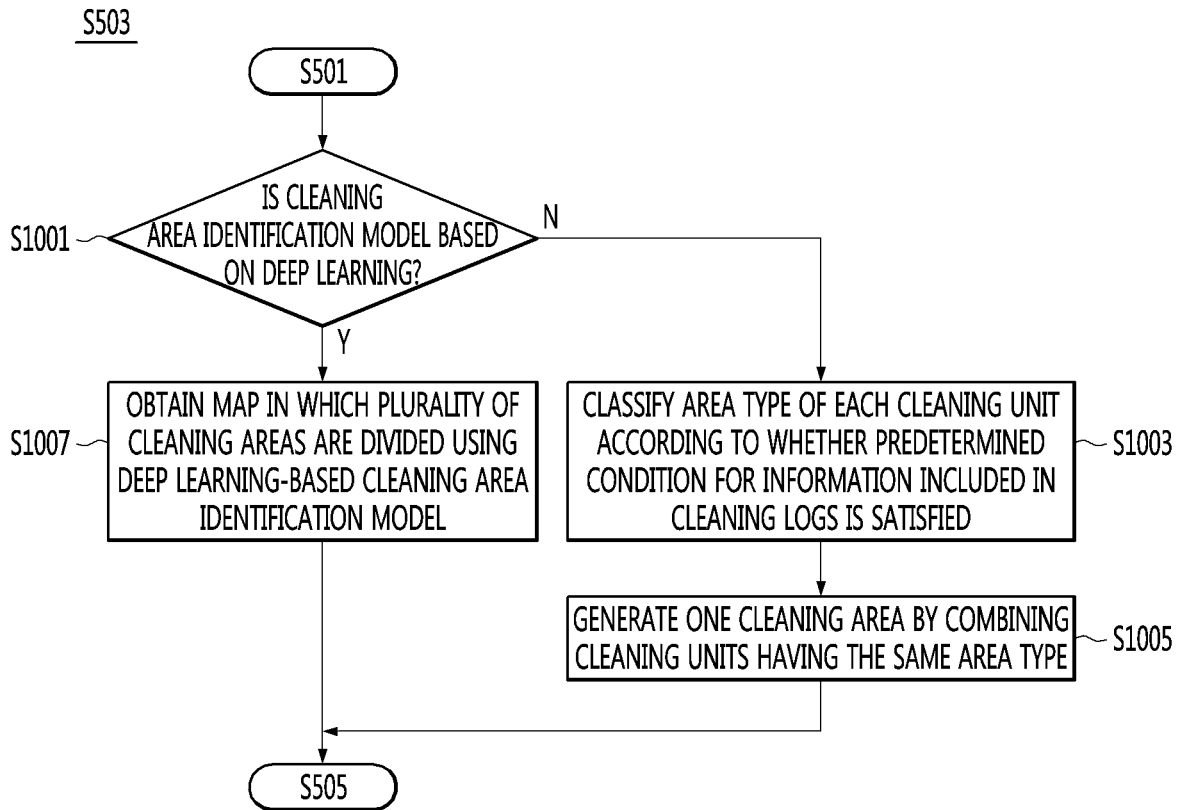 S503
S501
IS CLEANING
AREA IDENTIFICATION MODEL BASED
ON DEEP LEARNING?
S1001
N
Y
OBTAIN MAP IN WHICH PLURALITY OF
CLEANING AREAS ARE DIVIDED USING
DEEP LEARNING-BASED CLEANING AREA
IDENTIFICATION MODEL
S1007
CLASSIFY AREA TYPE OF EACH CLEANING UNIT
ACCORDING TO WHETHER PREDETERMINED
CONDITION FOR INFORMATION INCLUDED IN
CLEANING LOGS IS SATISFIED
S1003
GENERATE ONE CLEANING AREA BY COMBINING
CLEANING UNITS HAVING THE SAME AREA TYPE
S1005
S505